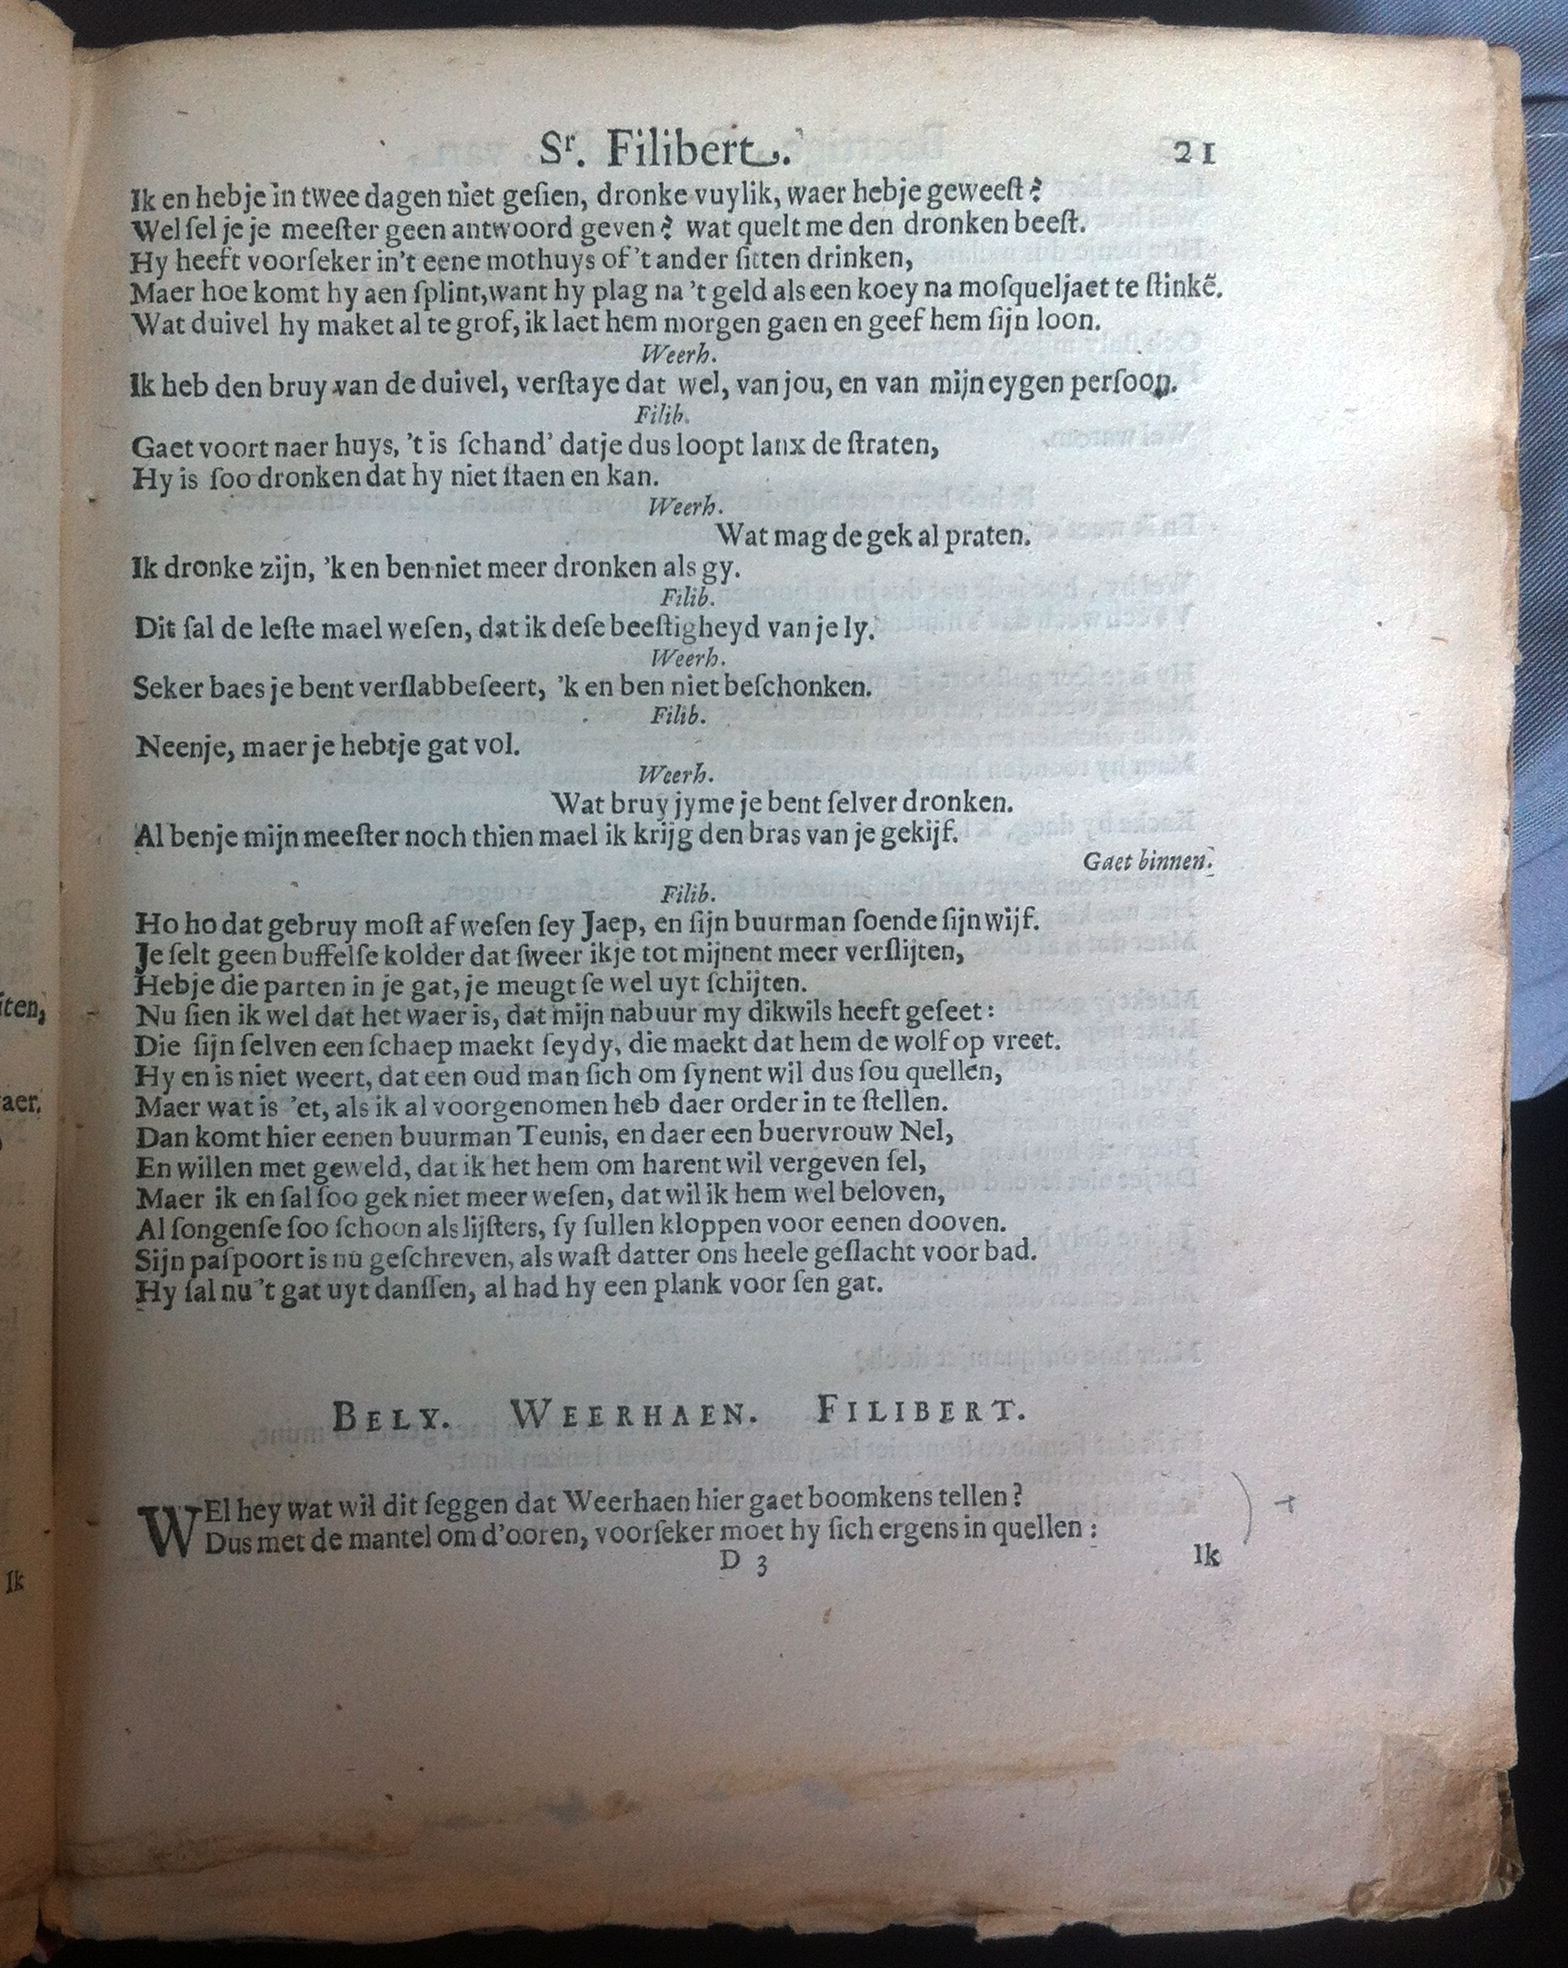 Sr. Filibert. 21
Ik en hebje in twee dagen niet geſien, dronke vuylik, waer hebje geweeſt?
Wel ſel je je meeſter geen antwoord geven? wat quelt me den dronken beeſt.
Hy heeft voorſeker in't eene mothuys of 't ander ſitten drinken,
Maer hoe komt hy aen ſplint, want hy plag na 't geld als een koey na moſqueljaet te ſtinkẽ.
Wat duivel hy maket al te grof, ik laet hem morgen gaen en geef hem ſijn loon.
Weerh.
Ik heb den bruy van de duivel, verſtaye dat wel, van jou, en van mijn eygen perſoon.
Filib.
Gaet voort naer huys, 't is ſchand' datje dus loopt lanx de ſtraten,
Hy is ſoo dronken dat hy niet ſtaen en kan.
Weerh.
Wat mag de gek al praten.
Ik dronke zijn, 'k en ben niet meer dronken als gy.
Filib.
Dit ſal de leſte mael weſen, dat ik deſe beeſtigheyd van je ly.
Weerh.
Seker baes je bent verſlabbeſeert, 'k en ben niet beſchonken.
Filib.
Neenje, maer je hebtje gat vol.
Weerh.
Wat bruy jyme je bent ſelver dronken.
Al benje mijn meeſter noch thien mael ik krijg den bras van je gekijf.
Gaet binnen.
Filib.
Ho ho dat gebruy moſt af weſen ſey Jaep, en ſijn buurman ſoende ſijn wijf.
Je ſelt geen buffelſe kolder dat ſweer ikje tot mijnent meer verſlijten,
Hebje die parten in je gat, je meugt ſe wel uyt ſchijten.
Nu ſien ik wel dat het waer is, dat mijn nabuur my dikwils heeft geſeet:
Die ſijn ſelven een ſchaep maekt ſeydy, die maekt dat hem de wolf op vreet.
Hy en is niet weert, dat een oud man ſich om ſynent wil dus ſou quellen,
Maer wat is 'et, als ik al voorgenomen heb daer order in te ſtellen.
Dan komt hier eenen buurman Teunis, en daer een buervrouw Nel,
En willen met geweld, dat ik het hem om harent wil vergeven ſel,
Maer ik en ſal ſoo gek niet meer weſen, dat wil ik hem wel beloven,
Al ſongenſe ſoo ſchoon als lijſters, ſy ſullen kloppen voor eenen dooven.
Sijn paſpoort is nu geſchreven, als waſt datter ons heele geſlacht voor bad.
Hy ſal nu 't gat uyt danſſen, al had hy een plank voor ſen gat.
BELY. WEERHAEN. FILIBERT.
WEl hey wat wil dit ſeggen dat Weerhaen hier gaet boomkens tellen?
Dus met de mantel om d'ooren, voorſeker moet hy ſich ergens in quellen:
D 3 Ik
ſten,
aer.
Ik